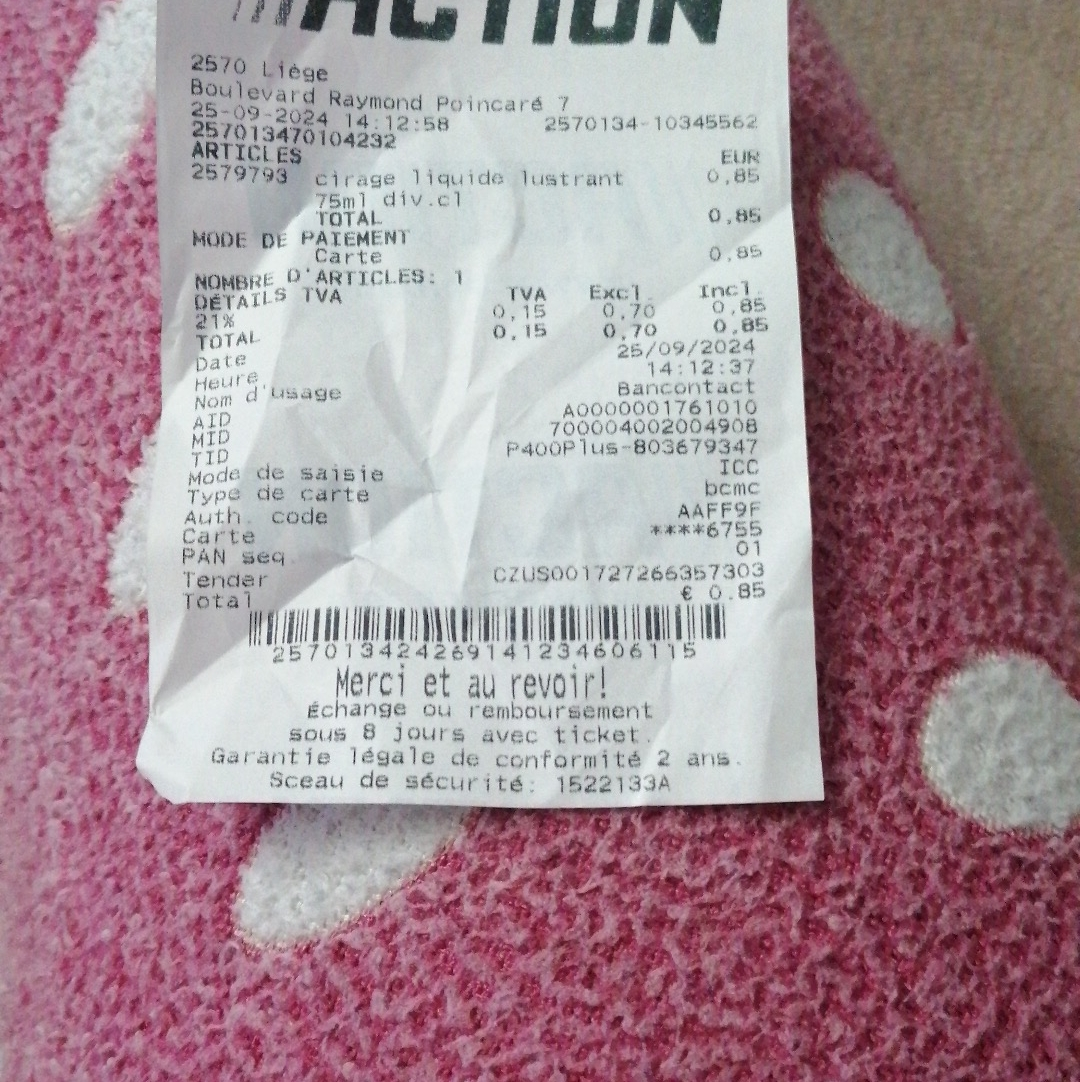 ACTION
2570 Liège
Boulevard Raymond Poincaré 7
25-09-2024 14:12:58 2570134-10345562
257013470104232
ARTICLES EUR
2579793 cirage liquide lustrant 0,85
75ml div.cl
TOTAL 0,85
MODE DE PAIEMENT
Carte 0,85
NOMBRE D'ARTICLES: 1
DÉTAILS TVA TVA Excl. Incl.
21% 0,15 0,70 0,85
TOTAL 0,15 0,70 0,85
Date 25/09/2024
Heure 14:12:37
Nom d'usage Bancontact
AID A0000001761010
MID 700004002004908
TID P400Plus-803679347
Mode de saisie ICC
Type de carte bcmc
Auth. code AAFF9F
Carte ****6755
PAN seq. 01
Tender CZUS001727266357303
Total € 0.85
2570134242691412346​06115
Merci et au revoir!
Échange ou remboursement
sous 8 jours avec ticket.
Garantie légale de conformité 2 ans.
Sceau de sécurité: 1522133A